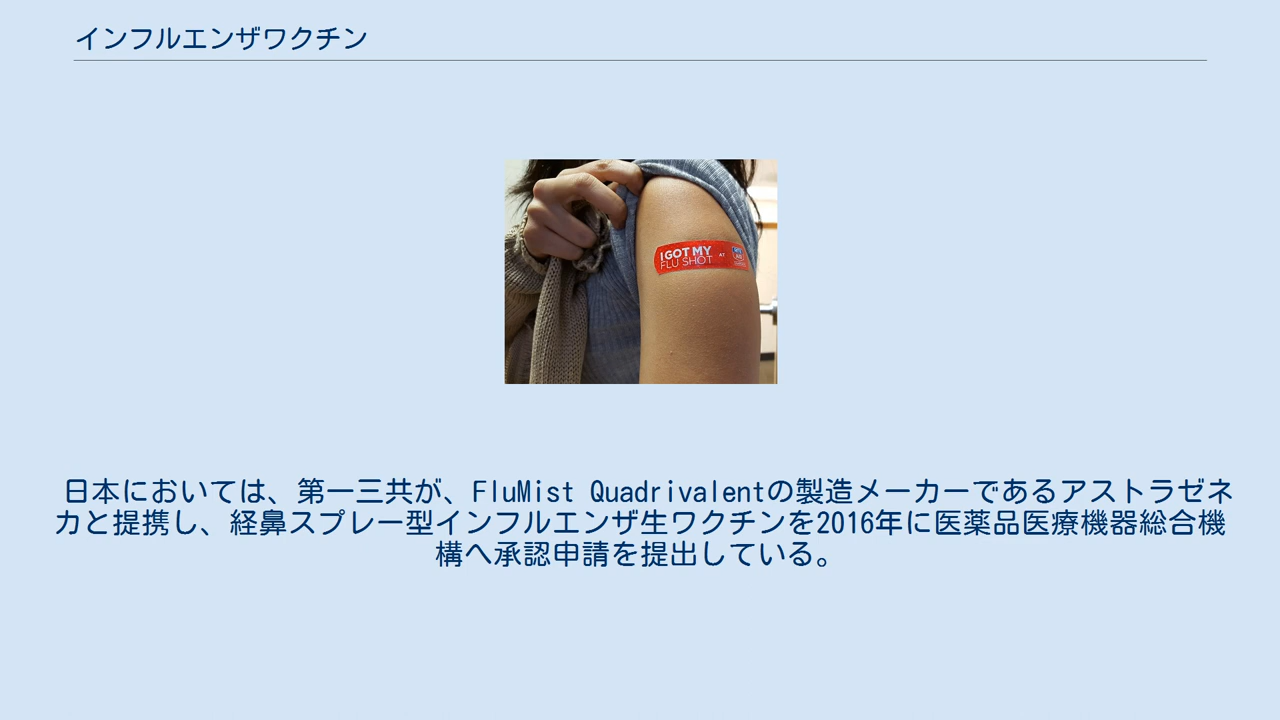 インフルエンザワクチン
I GOT MY
FLU SHOT AT
日本においては、第一三共が、FluMist Quadrivalentの製造メーカーであるアストラゼネ
カと提携し、経鼻スプレー型インフルエンザ生ワクチンを2016年に医薬品医療機器総合機
構へ承認申請を提出している。